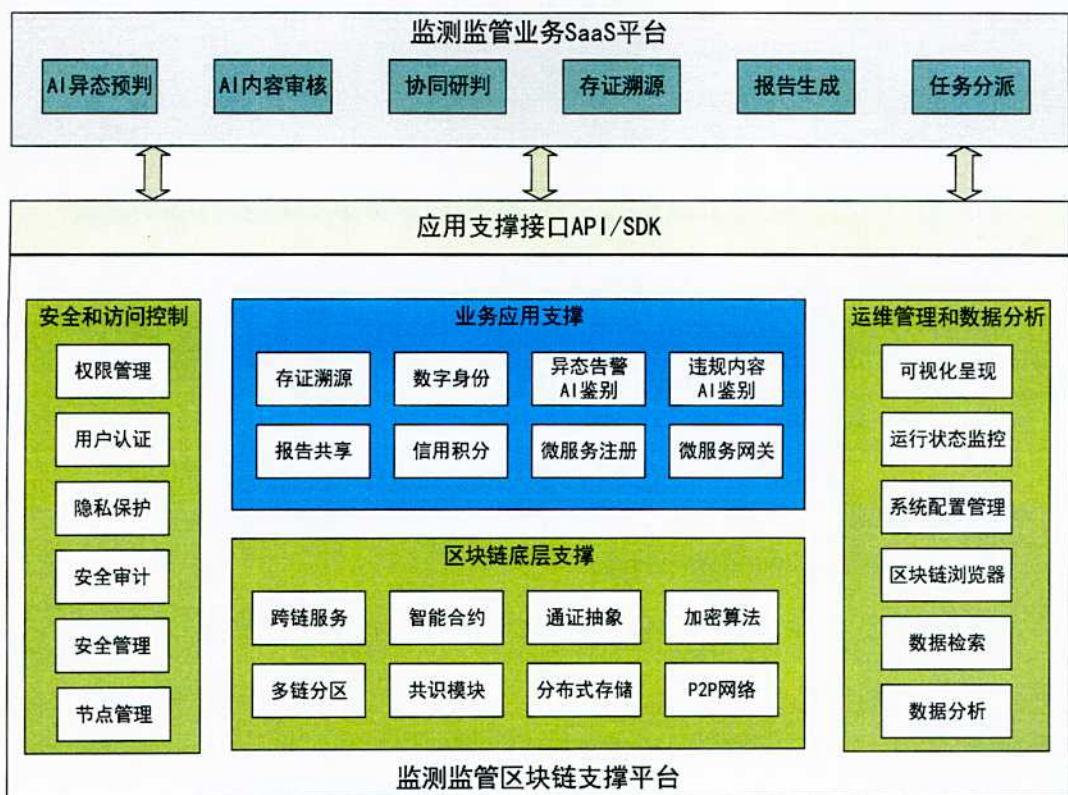 监测监管业务SaaS平台
AI异态预判
AI内容审核
协同研判
存证溯源
报告生成
任务分派
应用支撑接口API/SDK
安全和访问控制
权限管理
用户认证
隐私保护
安全审计
安全管理
节点管理
业务应用支撑
存证溯源
数字身份
异态告警
AI鉴别
违规内容
AI鉴别
报告共享
信用积分
微服务注册
微服务网关
区块链底层支撑
跨链服务
智能合约
通证抽象
加密算法
多链分区
共识模块
分布式存储
P2P网络
运维管理和数据分析
可视化呈现
运行状态监控
系统配置管理
区块链浏览器
数据检索
数据分析
监测监管区块链支撑平台